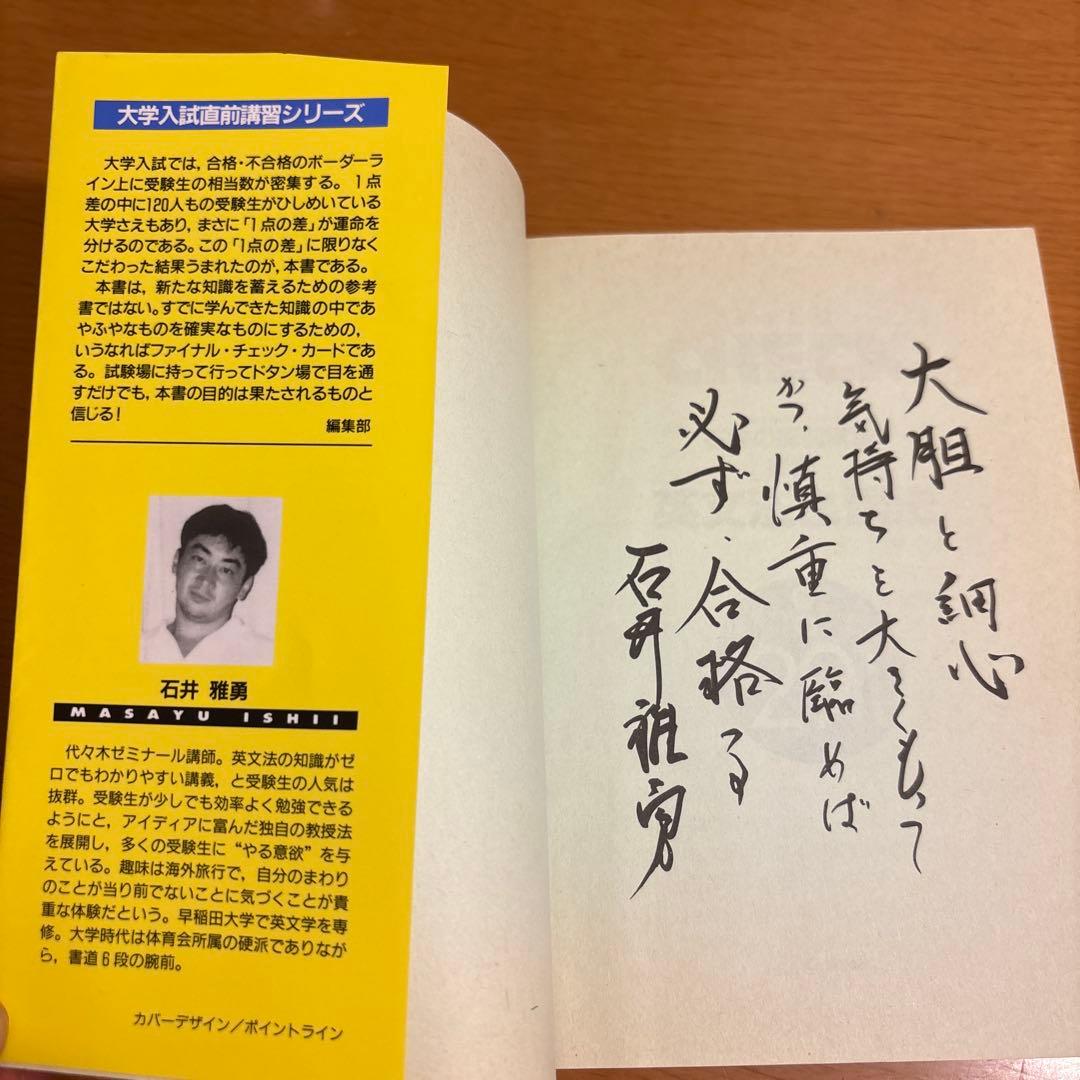 大学入試直前講習シリーズ
大学入試では，合格・不合格のボーダーラ
イン上に受験生の相当数が密集する。1点
差の中に120人もの受験生がひしめいている
大学さえもあり，まさに「1点の差」が運命を
分けるのである。この「1点の差」に限りなく
こだわった結果うまれたのが，本書である。
本書は，新たな知識を蓄えるための参考
書ではない。すでに学んできた知識の中であ
やふやなものを確実なものにするための，
いうなればファイナル・チェック・カードであ
る。試験場に持って行ってドタン場で目を通
すだけでも，本書の目的は果たされるものと
信じる！
編集部
石井 雅勇
MASAYU ISHII
代々木ゼミナール講師。英文法の知識がゼ
ロでもわかりやすい講義，と受験生の人気は
抜群。受験生が少しでも効率よく勉強できる
ようにと，アイディアに富んだ独自の教授法
を展開し，多くの受験生に“やる意欲”を与
えている。趣味は海外旅行で，自分のまわり
のことが当り前でないことに気づくことが貴
重な体験だという。早稲田大学で英文学を専
修。大学時代は体育会所属の硬派でありなが
ら，書道6段の腕前。
カバーデザイン／ポイントライン
大胆と細心
気持ちを大きくもって
かつ、慎重に臨めば
必ず、合格る
石井雅勇